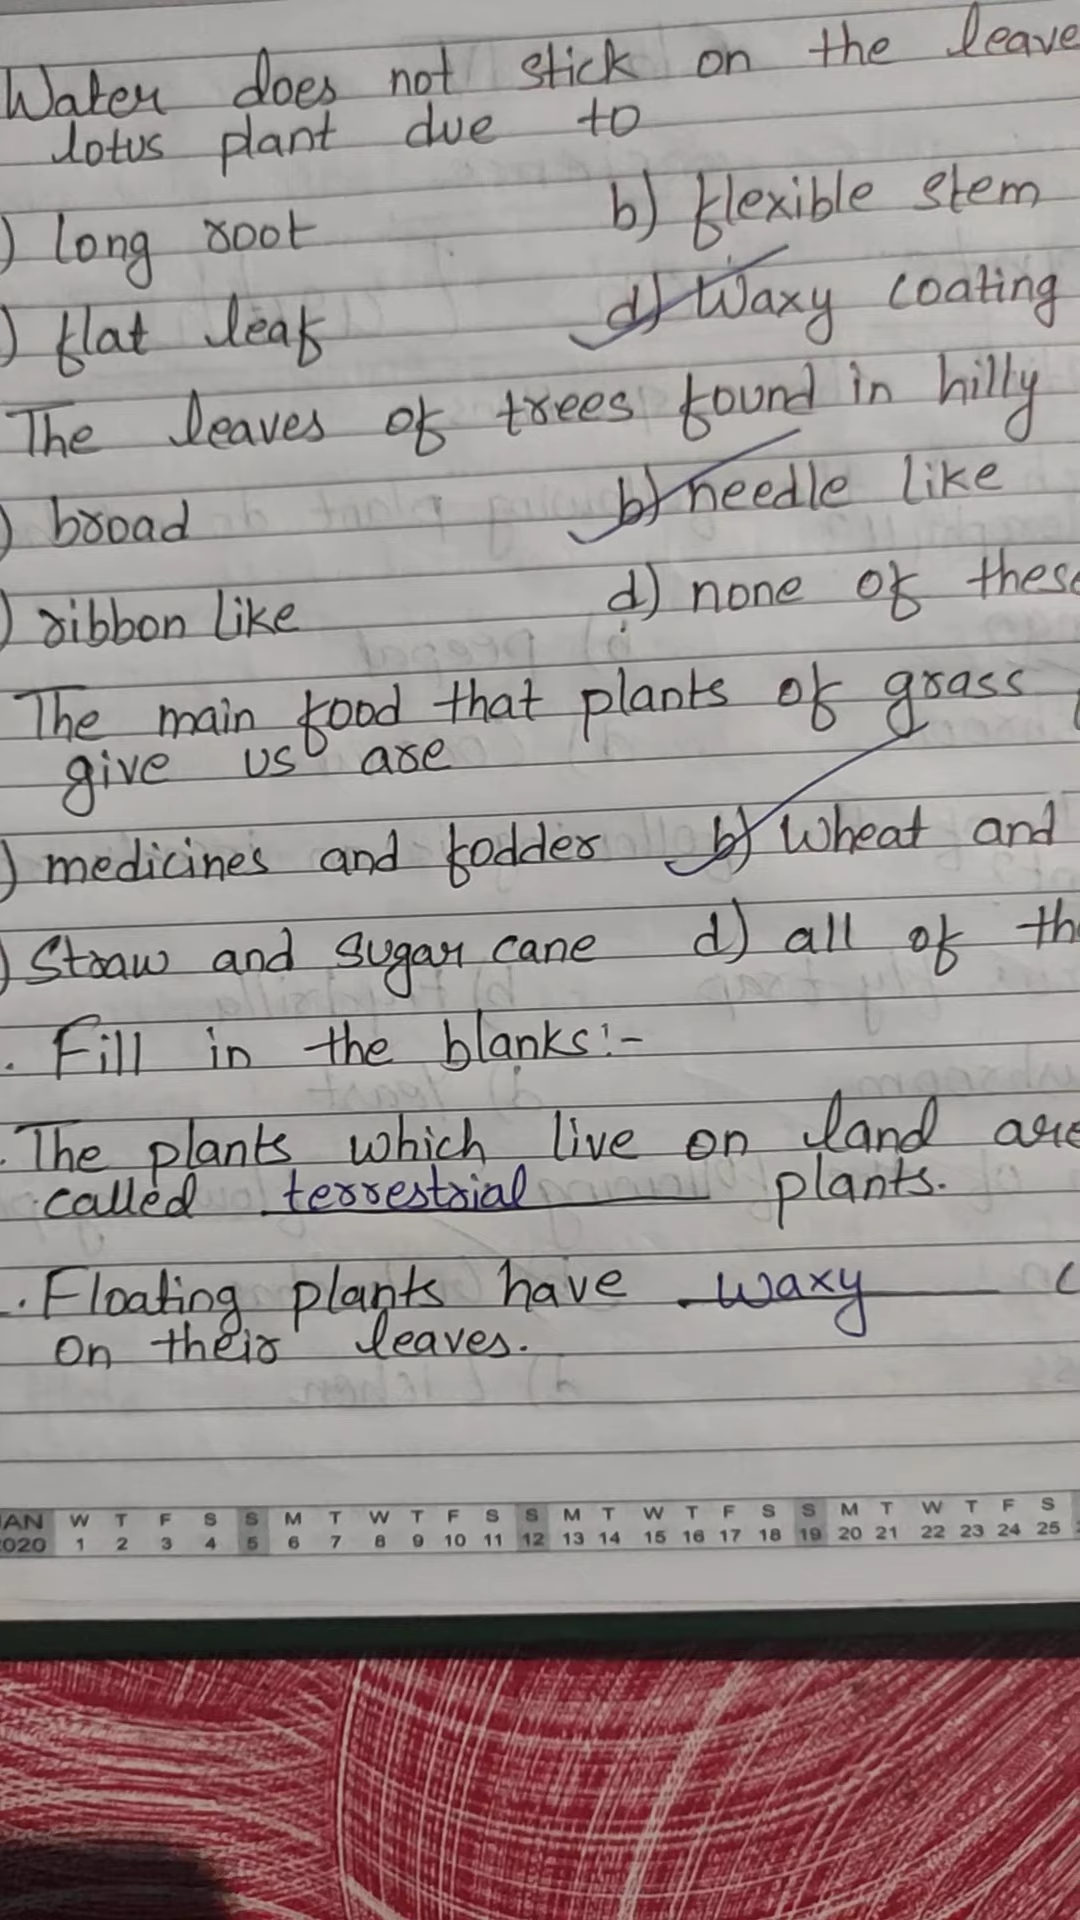 Water does not stick on the leave
lotus plant due to
) long root b) flexible stem
) flat leaf d) Waxy coating
The leaves of trees found in hilly
) broad b) needle like
) ribbon like d) none of these
The main food that plants of grass
give us are
) medicines and fodder b) Wheat and
) Straw and Sugar cane d) all of th
. Fill in the blanks:-
. The plants which live on land are
called terrestrial plants.
. Floating plants have waxy c
on their leaves.
JAN W T F S S M T W T F S S M T W T F S S M T W T F S
2020 1 2 3 4 5 6 7 8 9 10 11 12 13 14 15 16 17 18 19 20 21 22 23 24 25